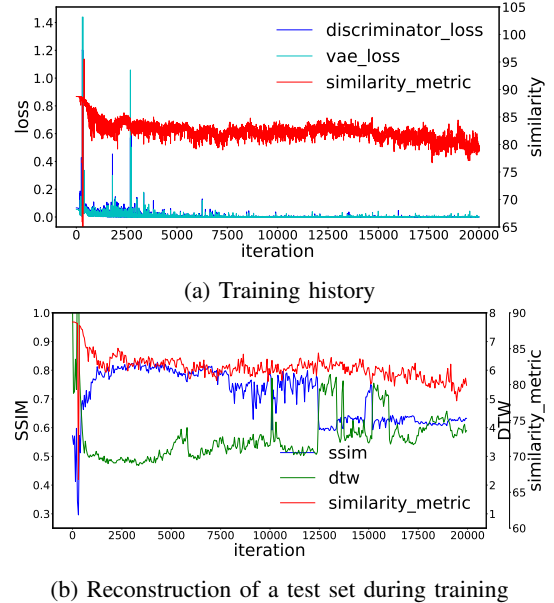 discriminator_loss
vae_loss
similarity_metric
loss
1.4
1.2
1.0
0.8
0.6
0.4
0.2
0.0
105
100
95
90
85
80
75
70
65
similarity_metric
0 2500 5000 7500 10000 12500 15000 17500 20000
iteration
(a) Training history
SSIM
1.0
0.9
0.8
0.7
0.6
0.5
0.4
0.3
8
7
6
5
4
3
2
1
DTW
90
85
80
75
70
65
60
similarity_metric
ssim
dtw
similarity_metric
0 2500 5000 7500 10000 12500 15000 17500 20000
iteration
(b) Reconstruction of a test set during training